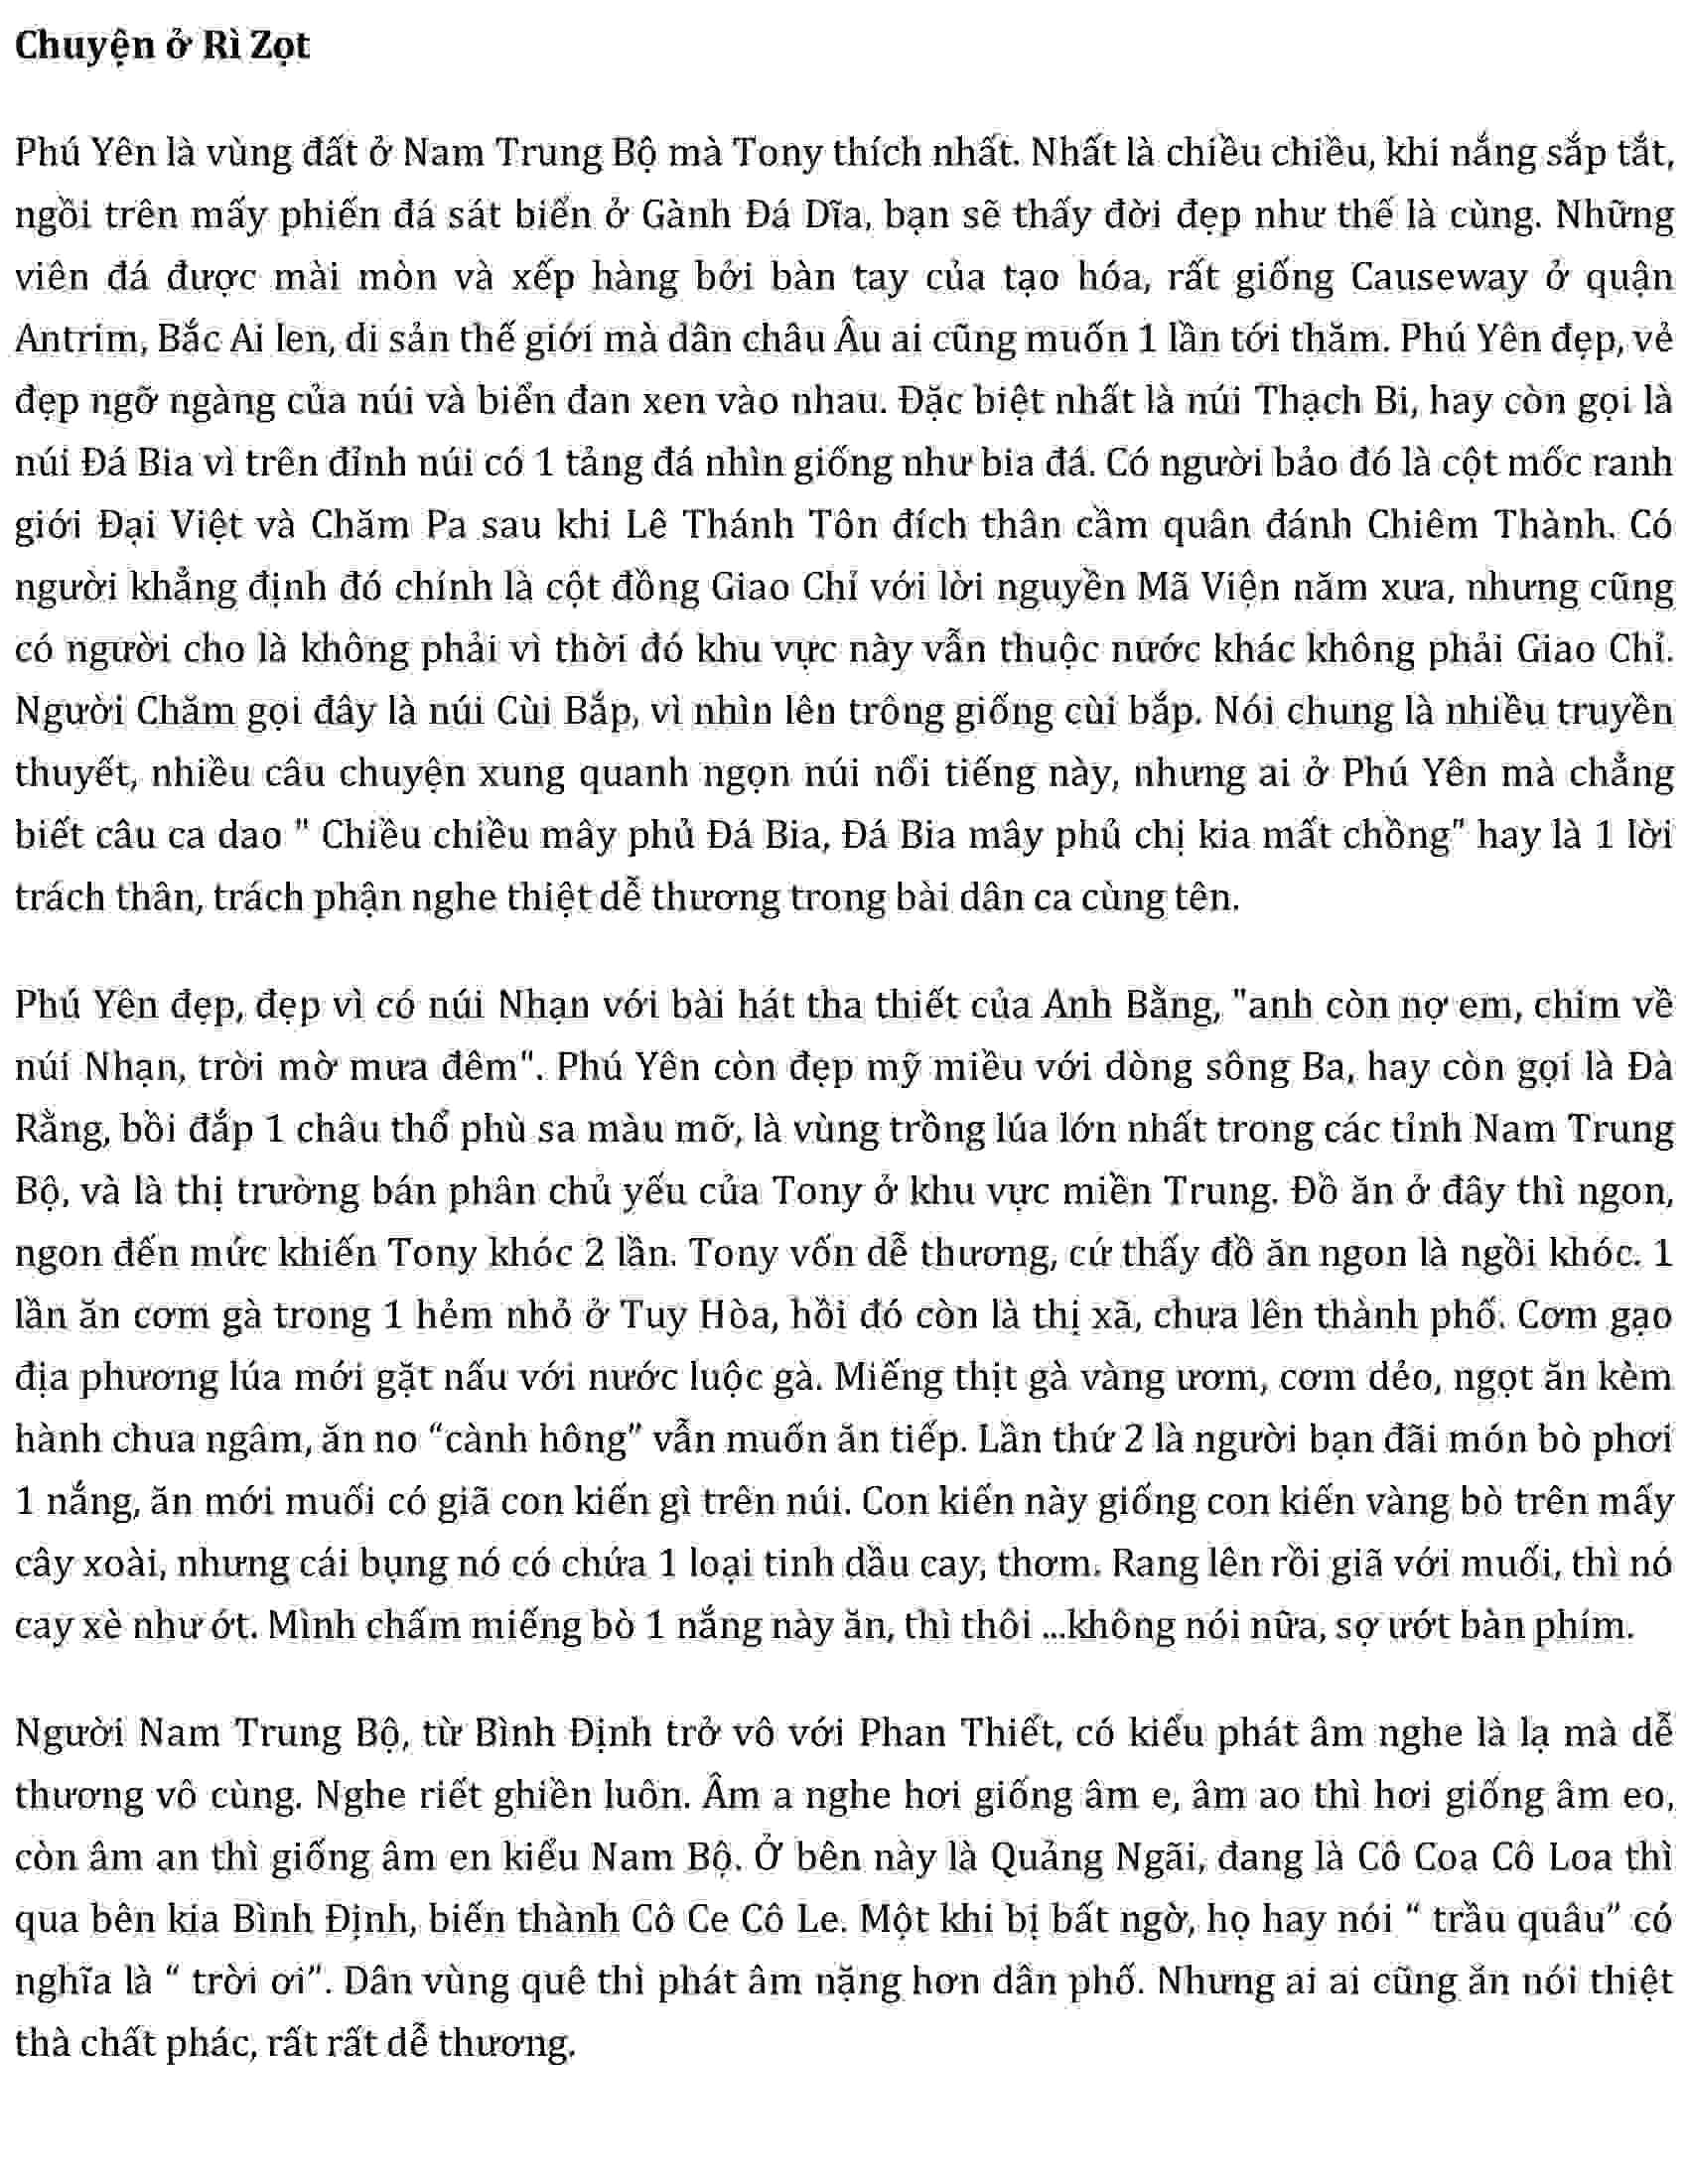 Chuyện ở Rì Zọt
Phú Yên là vùng đất ở Nam Trung Bộ mà Tony thích nhất. Nhất là chiều chiều, khi nắng sắp tắt,
ngồi trên mấy phiến đá sát biển ở Gành Đá Dĩa, bạn sẽ thấy đời đẹp như thế là cùng. Những
viên đá được mài mòn và xếp hàng bởi bàn tay của tạo hóa, rất giống Causeway ở quận
Antrim, Bắc Ai len, di sản thế giới mà dân châu Âu ai cũng muốn 1 lần tới thăm. Phú Yên đẹp, vẻ
đẹp ngỡ ngàng của núi và biển đan xen vào nhau. Đặc biệt nhất là núi Thạch Bi, hay còn gọi là
núi Đá Bia vì trên đỉnh núi có 1 tảng đá nhìn giống như bia đá. Có người bảo đó là cột mốc ranh
giới Đại Việt và Chăm Pa sau khi Lê Thánh Tôn đích thân cầm quân đánh Chiêm Thành. Có
người khẳng định đó chính là cột đồng Giao Chỉ với lời nguyền Mã Viện năm xưa, nhưng cũng
có người cho là không phải vì thời đó khu vực này vẫn thuộc nước khác không phải Giao Chỉ.
Người Chăm gọi đây là núi Cùi Bắp, vì nhìn lên trông giống cùi bắp. Nói chung là nhiều truyền
thuyết, nhiều câu chuyện xung quanh ngọn núi nổi tiếng này, nhưng ai ở Phú Yên mà chẳng
biết câu ca dao " Chiều chiều mây phủ Đá Bia, Đá Bia mây phủ chị kia mất chồng" hay là 1 lời
trách thân, trách phận nghe thiệt dễ thương trong bài dân ca cùng tên.
Phú Yên đẹp, đẹp vì có núi Nhạn với bài hát tha thiết của Anh Bằng, "anh còn nợ em, chim về
núi Nhạn, trời mờ mưa đêm". Phú Yên còn đẹp mỹ miều với dòng sông Ba, hay còn gọi là Đà
Rằng, bồi đắp 1 châu thổ phù sa màu mỡ, là vùng trồng lúa lớn nhất trong các tỉnh Nam Trung
Bộ, và là thị trường bán phân chủ yếu của Tony ở khu vực miền Trung. Đồ ăn ở đây thì ngon,
ngon đến mức khiến Tony khóc 2 lần. Tony vốn dễ thương, cứ thấy đồ ăn ngon là ngồi khóc. 1
lần ăn cơm gà trong 1 hẻm nhỏ ở Tuy Hòa, hồi đó còn là thị xã, chưa lên thành phố. Cơm gạo
địa phương lúa mới gặt nấu với nước luộc gà. Miếng thịt gà vàng ươm, cơm dẻo, ngọt ăn kèm
hành chua ngâm, ăn no “cành hông” vẫn muốn ăn tiếp. Lần thứ 2 là người bạn đãi món bò phơi
1 nắng, ăn mới muối có giã con kiến gì trên núi. Con kiến này giống con kiến vàng bò trên mấy
cây xoài, nhưng cái bụng nó có chứa 1 loại tinh dầu cay, thơm. Rang lên rồi giã với muối, thì nó
cay xè như ớt. Mình chấm miếng bò 1 nắng này ăn, thì thôi ...không nói nữa, sợ ướt bàn phím.
Người Nam Trung Bộ, từ Bình Định trở vô với Phan Thiết, có kiểu phát âm nghe là lạ mà dễ
thương vô cùng. Nghe riết ghiền luôn. Âm a nghe hơi giống âm e, âm ao thì hơi giống âm eo,
còn âm an thì giống âm en kiểu Nam Bộ. Ở bên này là Quảng Ngãi, đang là Cô Coa Cô Loa thì
qua bên kia Bình Định, biến thành Cô Ce Cô Le. Một khi bị bất ngờ, họ hay nói “ trầu quâu” có
nghĩa là “ trời ơi”. Dân vùng quê thì phát âm nặng hơn dân phố. Nhưng ai ai cũng ăn nói thiệt
thà chất phác, rất rất dễ thương.